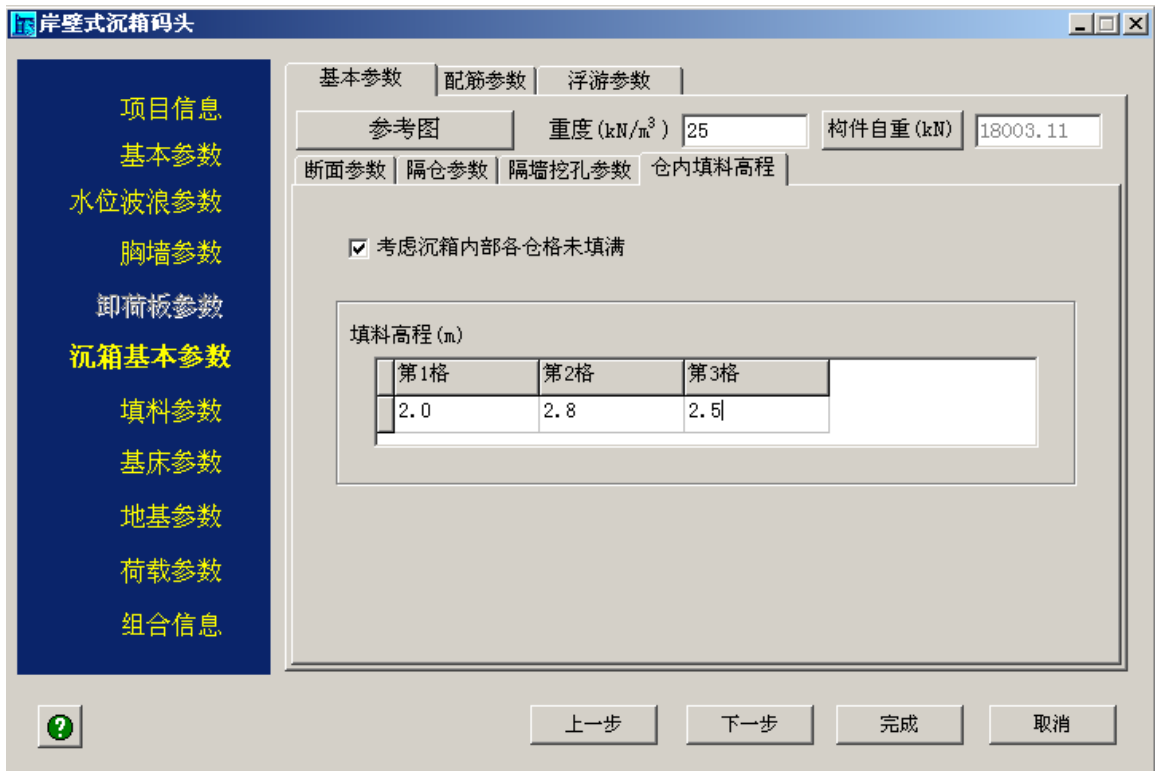 岸壁式沉箱码头
项目信息
基本参数
水位波浪参数
胸墙参数
卸荷板参数
沉箱基本参数
填料参数
基床参数
地基参数
荷载参数
组合信息
基本参数 配筋参数 浮游参数
参考图 重度(kN/m³) 25 构件自重(kN) 18003.11
断面参数 隔仓参数 隔墙挖孔参数 仓内填料高程
考虑沉箱内部各仓格未填满
填料高程(m)
第1格 第2格 第3格
2.0 2.8 2.5
? 上一步 下一步 完成 取消